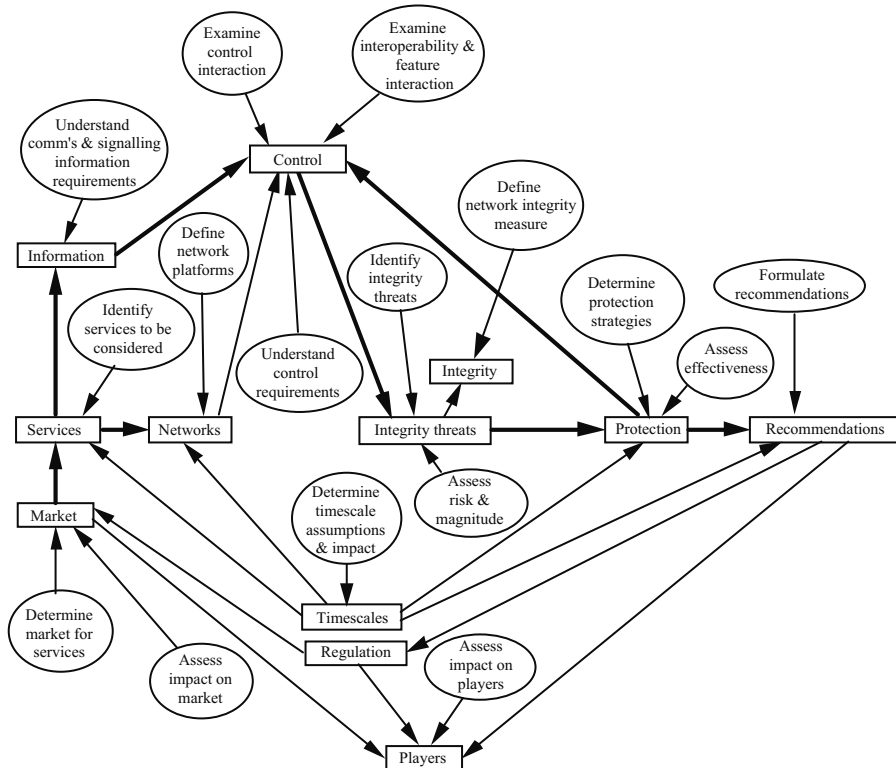 Examine
control
interaction
Examine
interoperability &
feature
interaction
Understand
comm's & signalling
information
requirements
Control
Define
network integrity
measure
Information
Define
network
platforms
Identify
integrity
threats
Formulate
recommendations
Determine
protection
strategies
Identify
services to be
considered
Understand
control
requirements
Integrity
Assess
effectiveness
Services
Networks
Integrity threats
Protection
Recommendations
Market
Determine
timescale
assumptions
& impact
Assess
risk &
magnitude
Determine
market for
services
Timescales
Regulation
Assess
impact on
market
Assess
impact on
players
Players